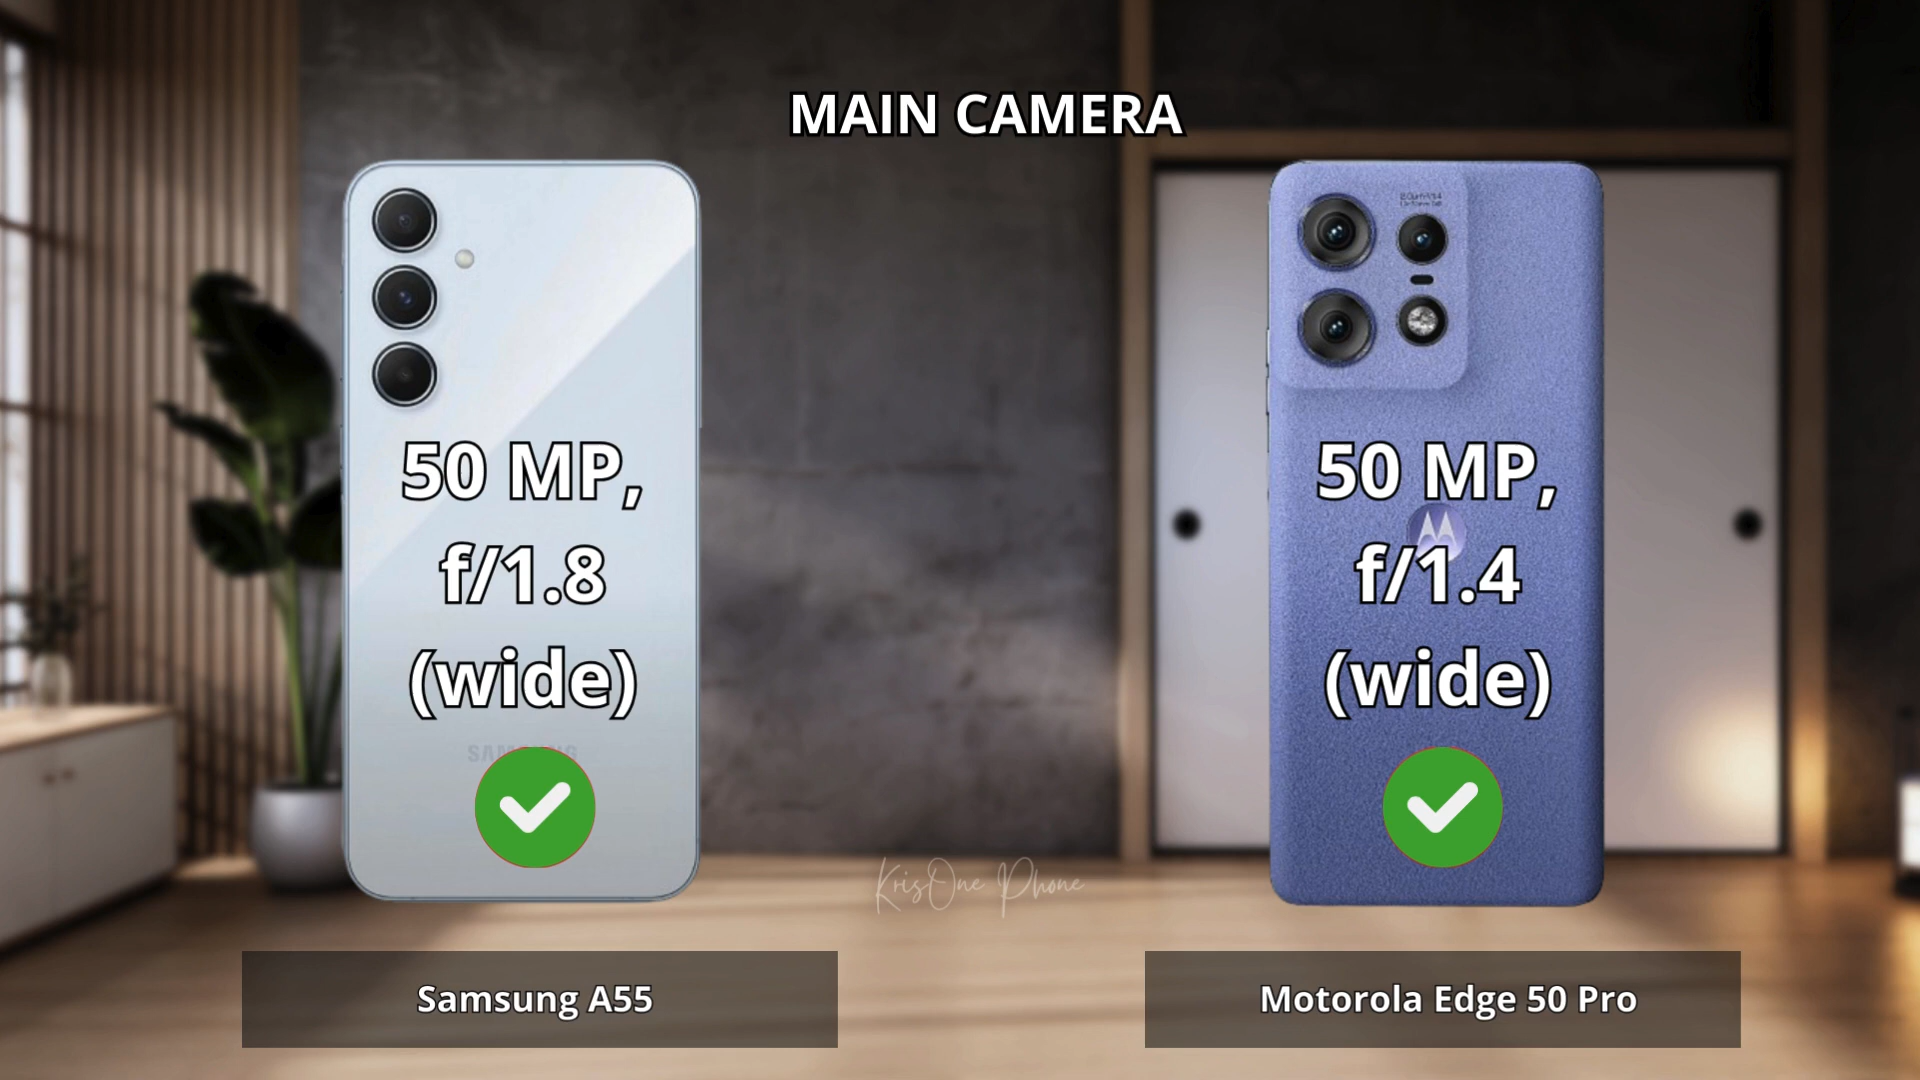 MAIN CAMERA
50 MP,
f/1.8
(wide)
SAMSUNG
50 MP,
f/1.4
(wide)
KrisOne Phone
Samsung A55
Motorola Edge 50 Pro